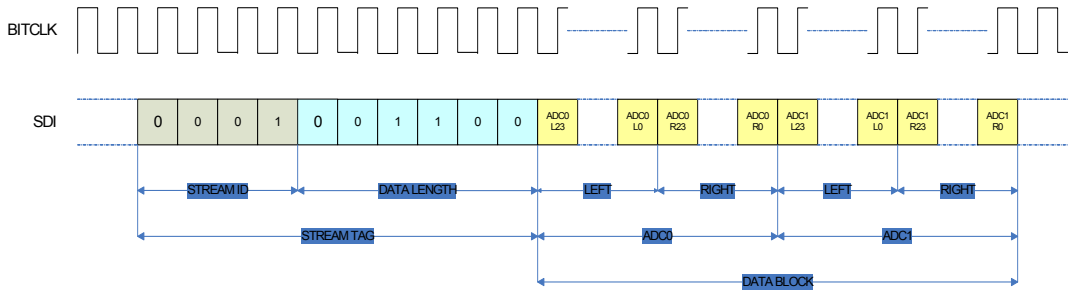 BITCLK
SDI
0
0
0
1
0
0
1
1
0
0
ADC0
L23
ADC0
L0
ADC0
R23
ADC0
R0
ADC1
L23
ADC1
L0
ADC1
R23
ADC1
R0
STREAM ID
DATA LENGTH
LEFT
RIGHT
LEFT
RIGHT
STREAM TAG
ADC0
ADC1
DATA BLOCK